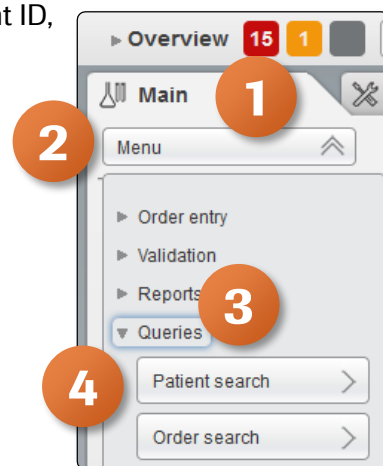 nt ID,
Overview 15 1
Main 1
2 Menu
Order entry
Validation
Reports
3
Queries
4 Patient search
Order search